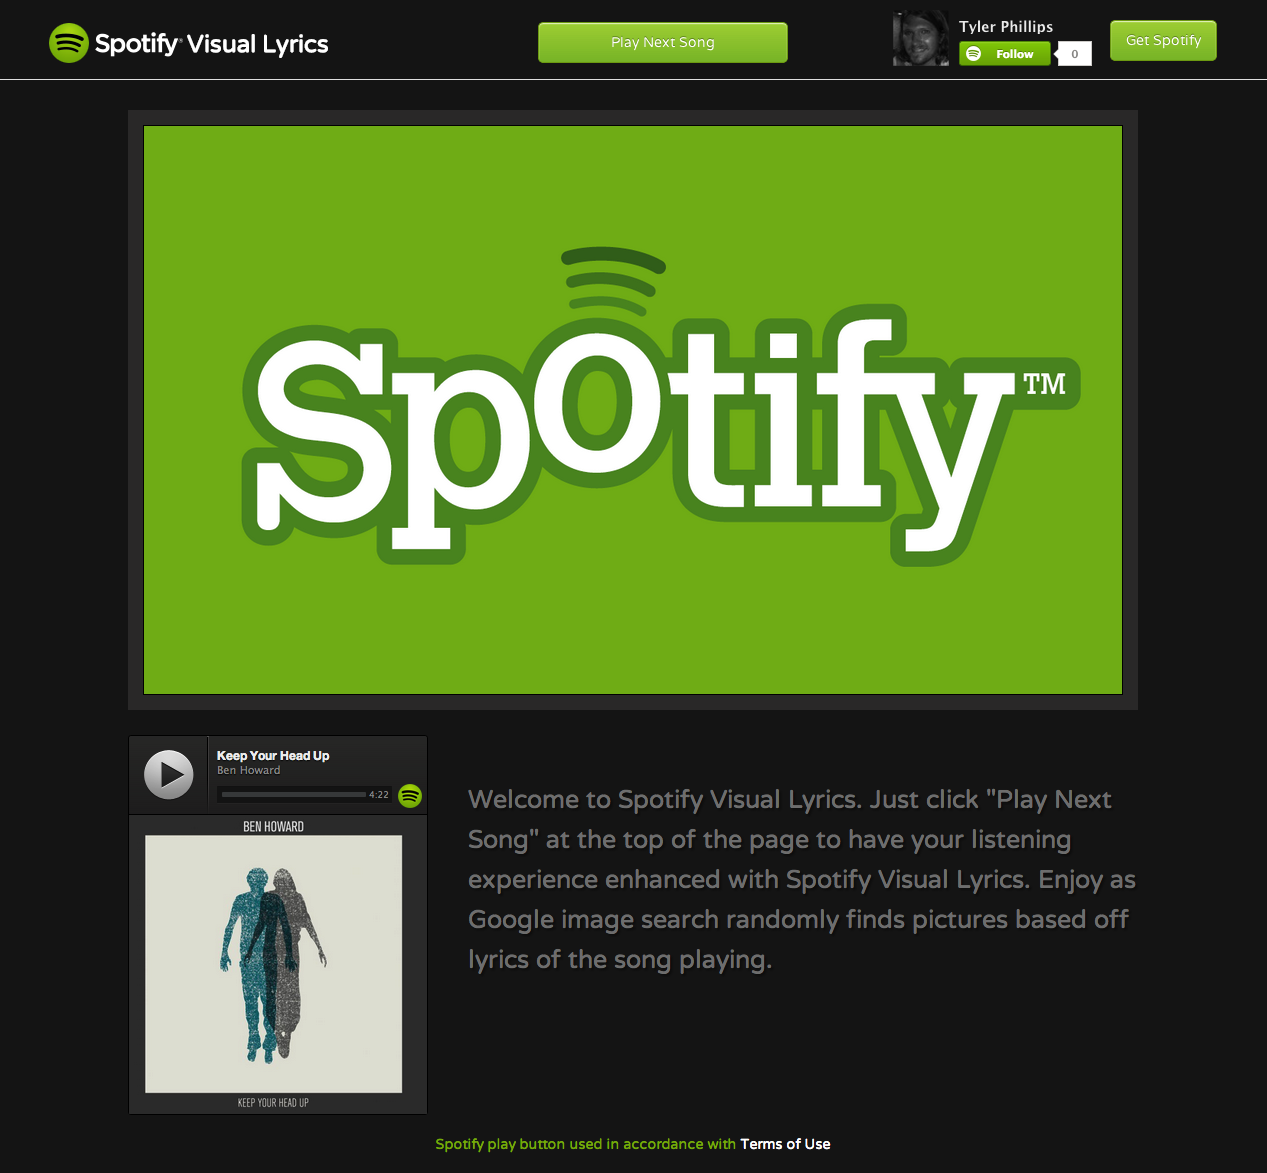 Spotify® Visual Lyrics
Play Next Song
Tyler Phillips
Follow
0
Get Spotify
Spotify™
Keep Your Head Up
Ben Howard
4:22
BEN HOWARD
KEEP YOUR HEAD UP
Welcome to Spotify Visual Lyrics. Just click "Play Next
Song" at the top of the page to have your listening
experience enhanced with Spotify Visual Lyrics. Enjoy as
Google image search randomly finds pictures based off
lyrics of the song playing.
Spotify play button used in accordance with Terms of Use